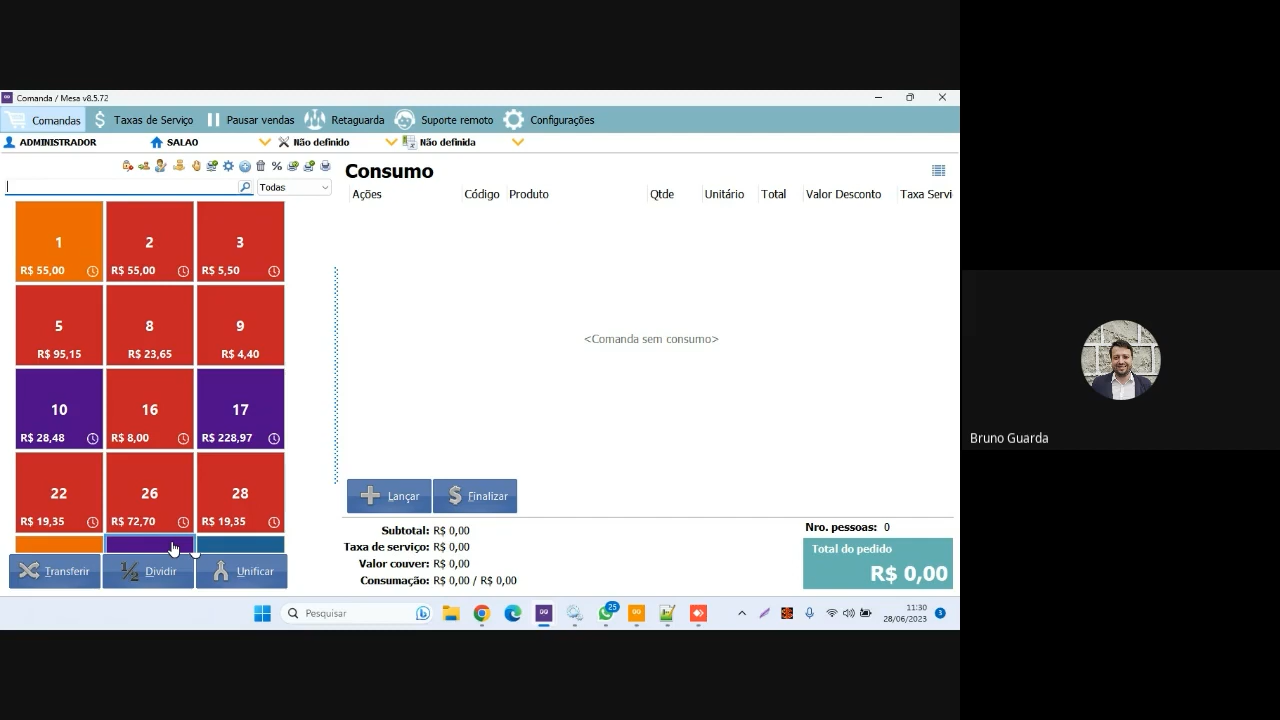 Comanda / Mesa v8.5.72
Comandas Taxas de Serviço Pausar vendas Retaguarda Suporte remoto Configurações
ADMINISTRADOR SALAO Não definido Não definida
Todas
Consumo
Ações Código Produto Qtde Unitário Total Valor Desconto Taxa Servi
1 2 3
R$ 55,00 R$ 55,00 R$ 5,50
5 8 9
R$ 95,15 R$ 23,65 R$ 4,40
<Comanda sem consumo>
10 16 17
R$ 28,48 R$ 8,00 R$ 228,97
22 26 28
R$ 19,35 R$ 72,70 R$ 19,35
Lançar Finalizar
Transferir Dividir Unificar
Subtotal: R$ 0,00
Taxa de serviço: R$ 0,00
Valor couver: R$ 0,00
Consumação: R$ 0,00 / R$ 0,00
Nro. pessoas: 0
Total do pedido
R$ 0,00
Pesquisar
25
11:30
28/06/2023
3
Bruno Guarda